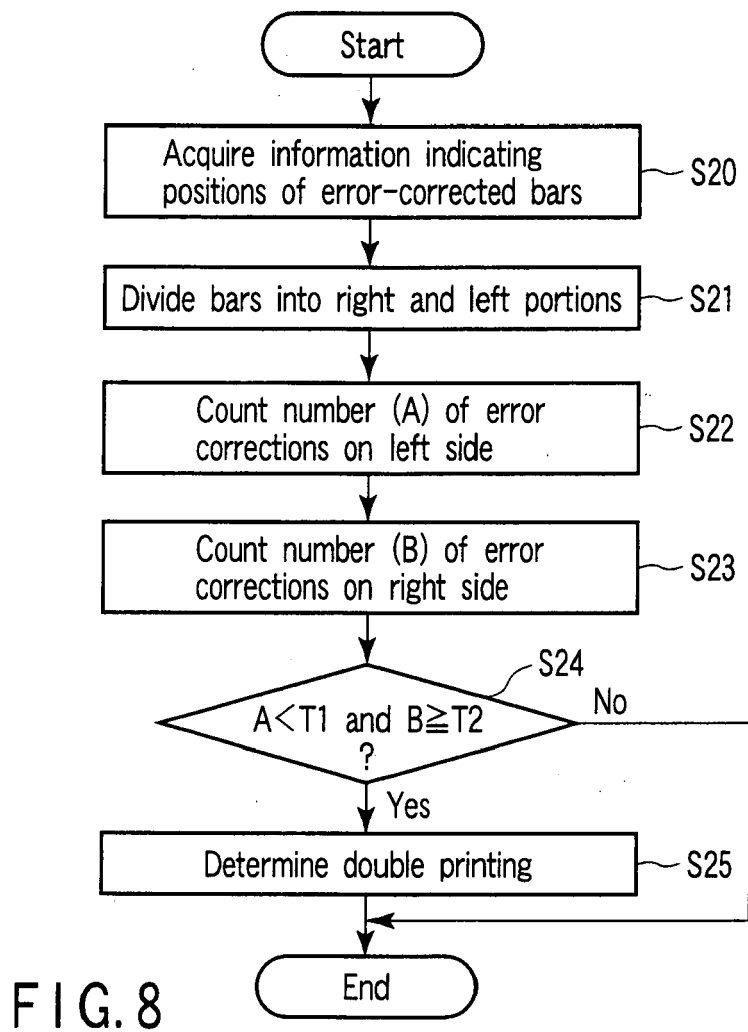 Start
Acquire information indicating
positions of error-corrected bars
S20
Divide bars into right and left portions
S21
Count number (A) of error
corrections on left side
S22
Count number (B) of error
corrections on right side
S23
S24
A<T1 and B≧T2
?
No
Yes
Determine double printing
S25
End
FIG. 8